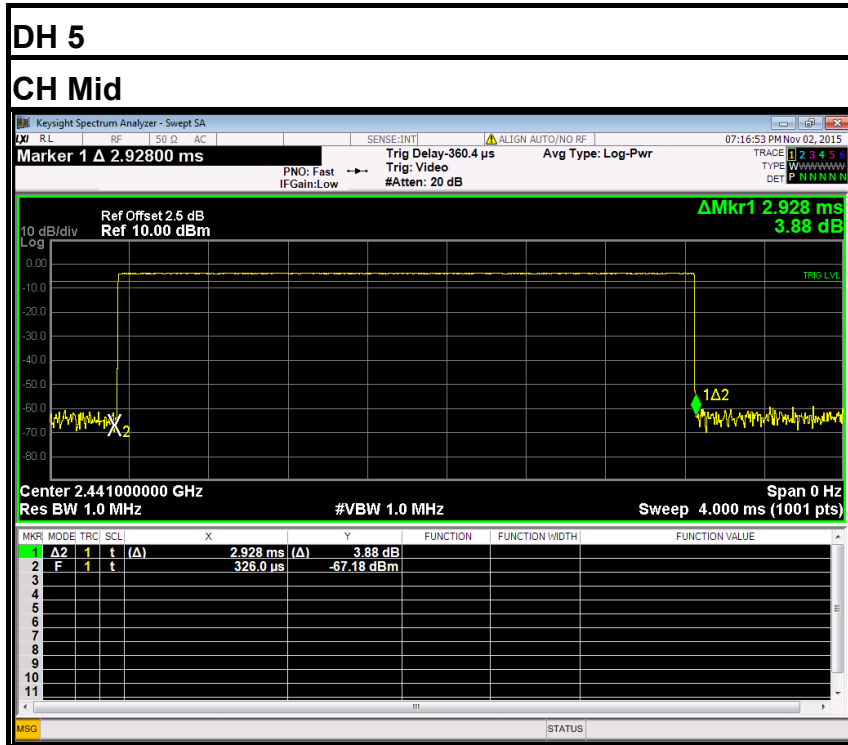 DH 5
CH Mid
Keysight Spectrum Analyzer - Swept SA
LXI RL RF 50 Ω AC SENSE:INT ALIGN AUTO/NO RF 07:16:53 PM Nov 02, 2015
Marker 1 Δ 2.92800 ms
PNO: Fast
IFGain:Low
Trig Delay-360.4 µs
Trig: Video
#Atten: 20 dB
Avg Type: Log-Pwr
TRACE 1 2 3 4 5 6
TYPE WWWWWW
DET P N N N N N
ΔMkr1 2.928 ms
3.88 dB
Ref Offset 2.5 dB
10 dB/div Ref 10.00 dBm
Log
0.00
TRIG LVL
-10.0
-20.0
-30.0
-40.0
-50.0
1Δ2
-60.0
2
-70.0
-80.0
Center 2.441000000 GHz Span 0 Hz
Res BW 1.0 MHz #VBW 1.0 MHz Sweep 4.000 ms (1001 pts)
MKR MODE TRC SCL X Y FUNCTION FUNCTION WIDTH FUNCTION VALUE
1 Δ2 1 t (Δ) 2.928 ms (Δ) 3.88 dB
2 F 1 t 326.0 µs -67.18 dBm
3
4
5
6
7
8
9
10
11
MSG STATUS